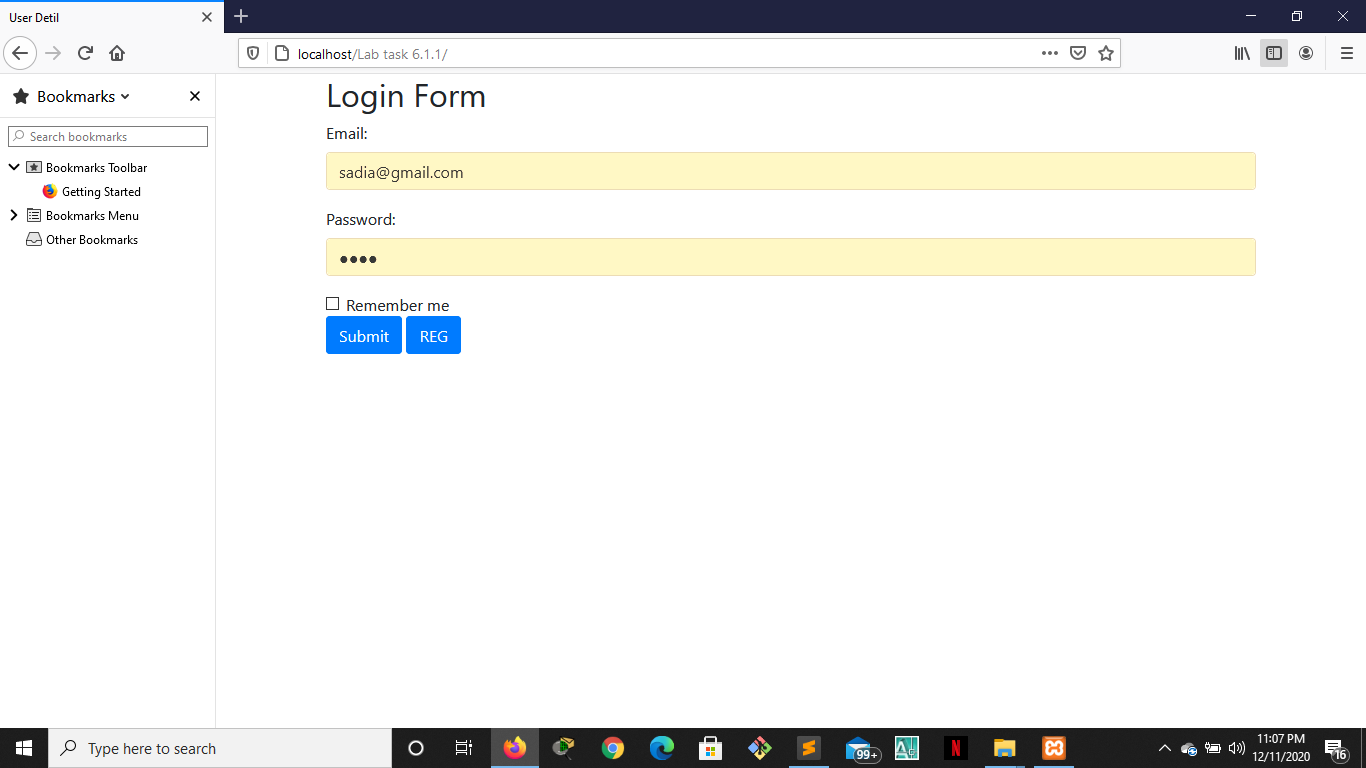 User Detil
localhost/Lab task 6.1.1/
Bookmarks
Search bookmarks
Bookmarks Toolbar
Getting Started
Bookmarks Menu
Other Bookmarks
Login Form
Email:
sadia@gmail.com
Password:
Remember me
Submit REG
Type here to search
99+
N
11:07 PM
12/11/2020
16